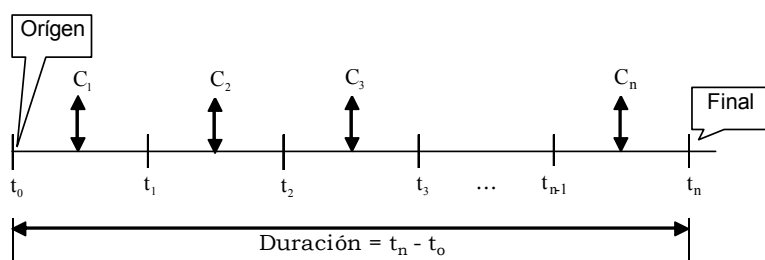 Orígen
C₁ C₂ C₃ Cₙ
Final
t₀ t₁ t₂ t₃ ... tₙ₋₁ tₙ
Duración = tₙ - tₒ